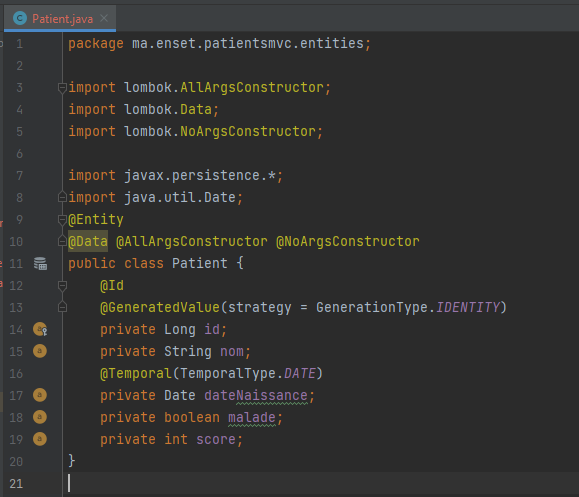 Patient.java
1 package ma.enset.patientsmvc.entities;
2
3 import lombok.AllArgsConstructor;
4 import lombok.Data;
5 import lombok.NoArgsConstructor;
6
7 import javax.persistence.*;
8 import java.util.Date;
9 @Entity
10 @Data @AllArgsConstructor @NoArgsConstructor
11 public class Patient {
12 @Id
13 @GeneratedValue(strategy = GenerationType.IDENTITY)
14 private Long id;
15 private String nom;
16 @Temporal(TemporalType.DATE)
17 private Date dateNaissance;
18 private boolean malade;
19 private int score;
20 }
21